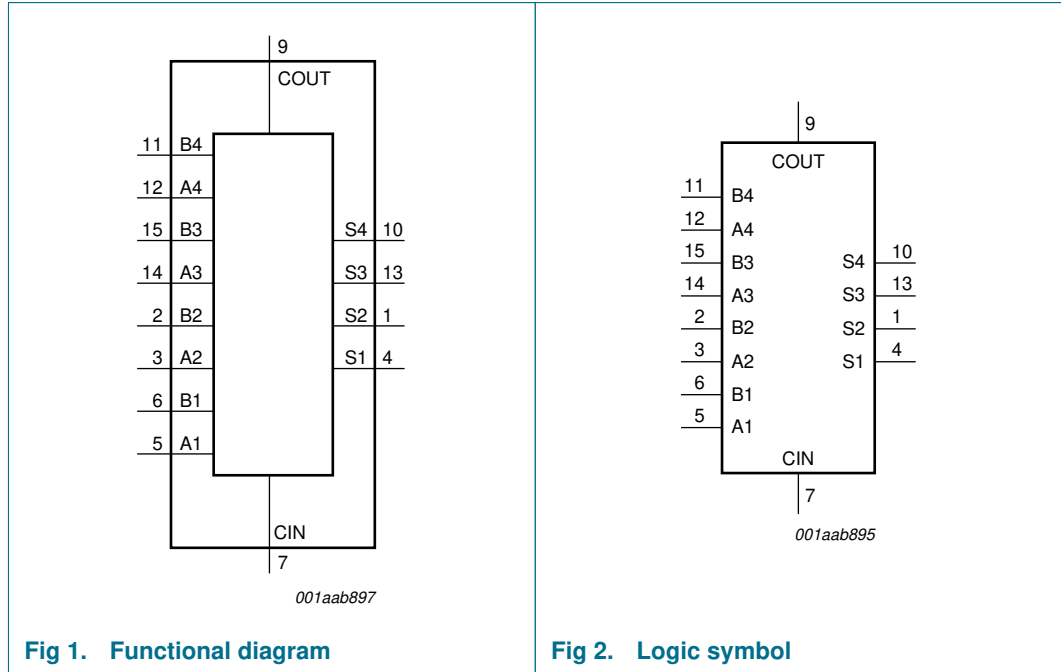 9
COUT
11 B4
12 A4
15 B3
S4 10
14 A3
S3 13
2 B2
S2 1
3 A2
S1 4
6 B1
5 A1
CIN
7
001aab897
Fig 1. Functional diagram
9
COUT
11 B4
12 A4
15 B3
S4 10
14 A3
S3 13
2 B2
S2 1
3 A2
S1 4
6 B1
5 A1
CIN
7
001aab895
Fig 2. Logic symbol